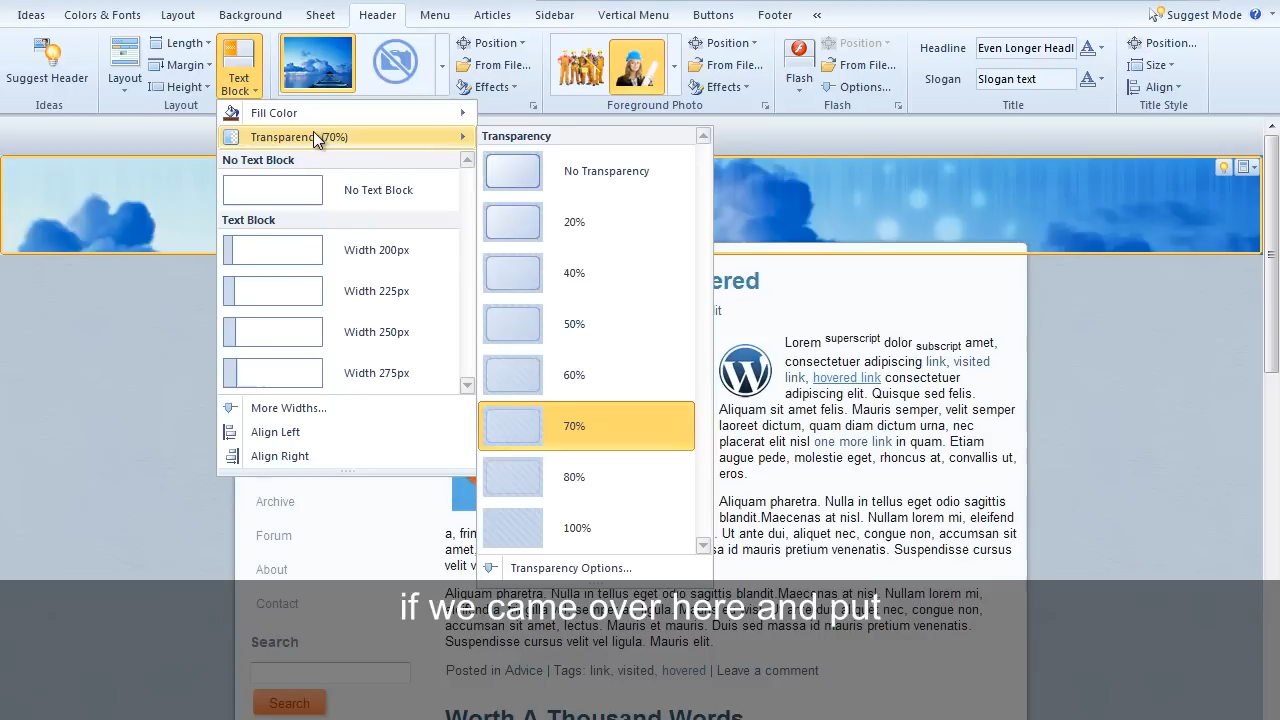 Ideas Colors & Fonts Layout Background Sheet Header Menu Articles Sidebar Vertical Menu Buttons Footer « Suggest Mode
Suggest Header
Ideas
Layout
Length
Margin
Height
Layout
Text Block
Position
From File...
Effects
Position
From File...
Effects
Foreground Photo
Flash
Position
From File...
Options...
Flash
Headline Even Longer Headl
Slogan Slogan text
Title
Position...
Size
Align
Title Style
Fill Color
Transparency (70%)
No Text Block
No Text Block
Text Block
Width 200px
Width 225px
Width 250px
Width 275px
More Widths...
Align Left
Align Right
Transparency
No Transparency
20%
40%
50%
60%
70%
80%
100%
Transparency Options...
ered
it
Lorem superscript dolor subscript amet,
consectetuer adipiscing link, visited
link, hovered link consectetuer
adipiscing elit. Quisque sed felis.
Aliquam sit amet felis. Mauris semper, velit semper
laoreet dictum, quam diam dictum urna, nec
placerat elit nisl one more link in quam. Etiam
augue pede, molestie eget, rhoncus at, convallis ut,
eros.
Aliquam pharetra. Nulla in tellus eget odio sagittis
blandit.Maecenas at nisl. Nullam lorem mi, eleifend
a, frin Ut ante dui, aliquet nec, congue non, accumsan sit
amet, d mauris pretium venenatis. Suspendisse cursus
velit v
blandit. Maecenas at nisl. Nullam lorem mi, eleifend
amet, accumsan et, lectus. Mauris et mauris. Duis sed massa id mauris pretium venenatis.
Suspendisse cursus velit vel ligula. Mauris elit.
Posted in Advice | Tags: link, visited, hovered | Leave a comment
Worth A Thousand Words
Archive
Forum
About
Contact
Search
Search
if we came over here and put